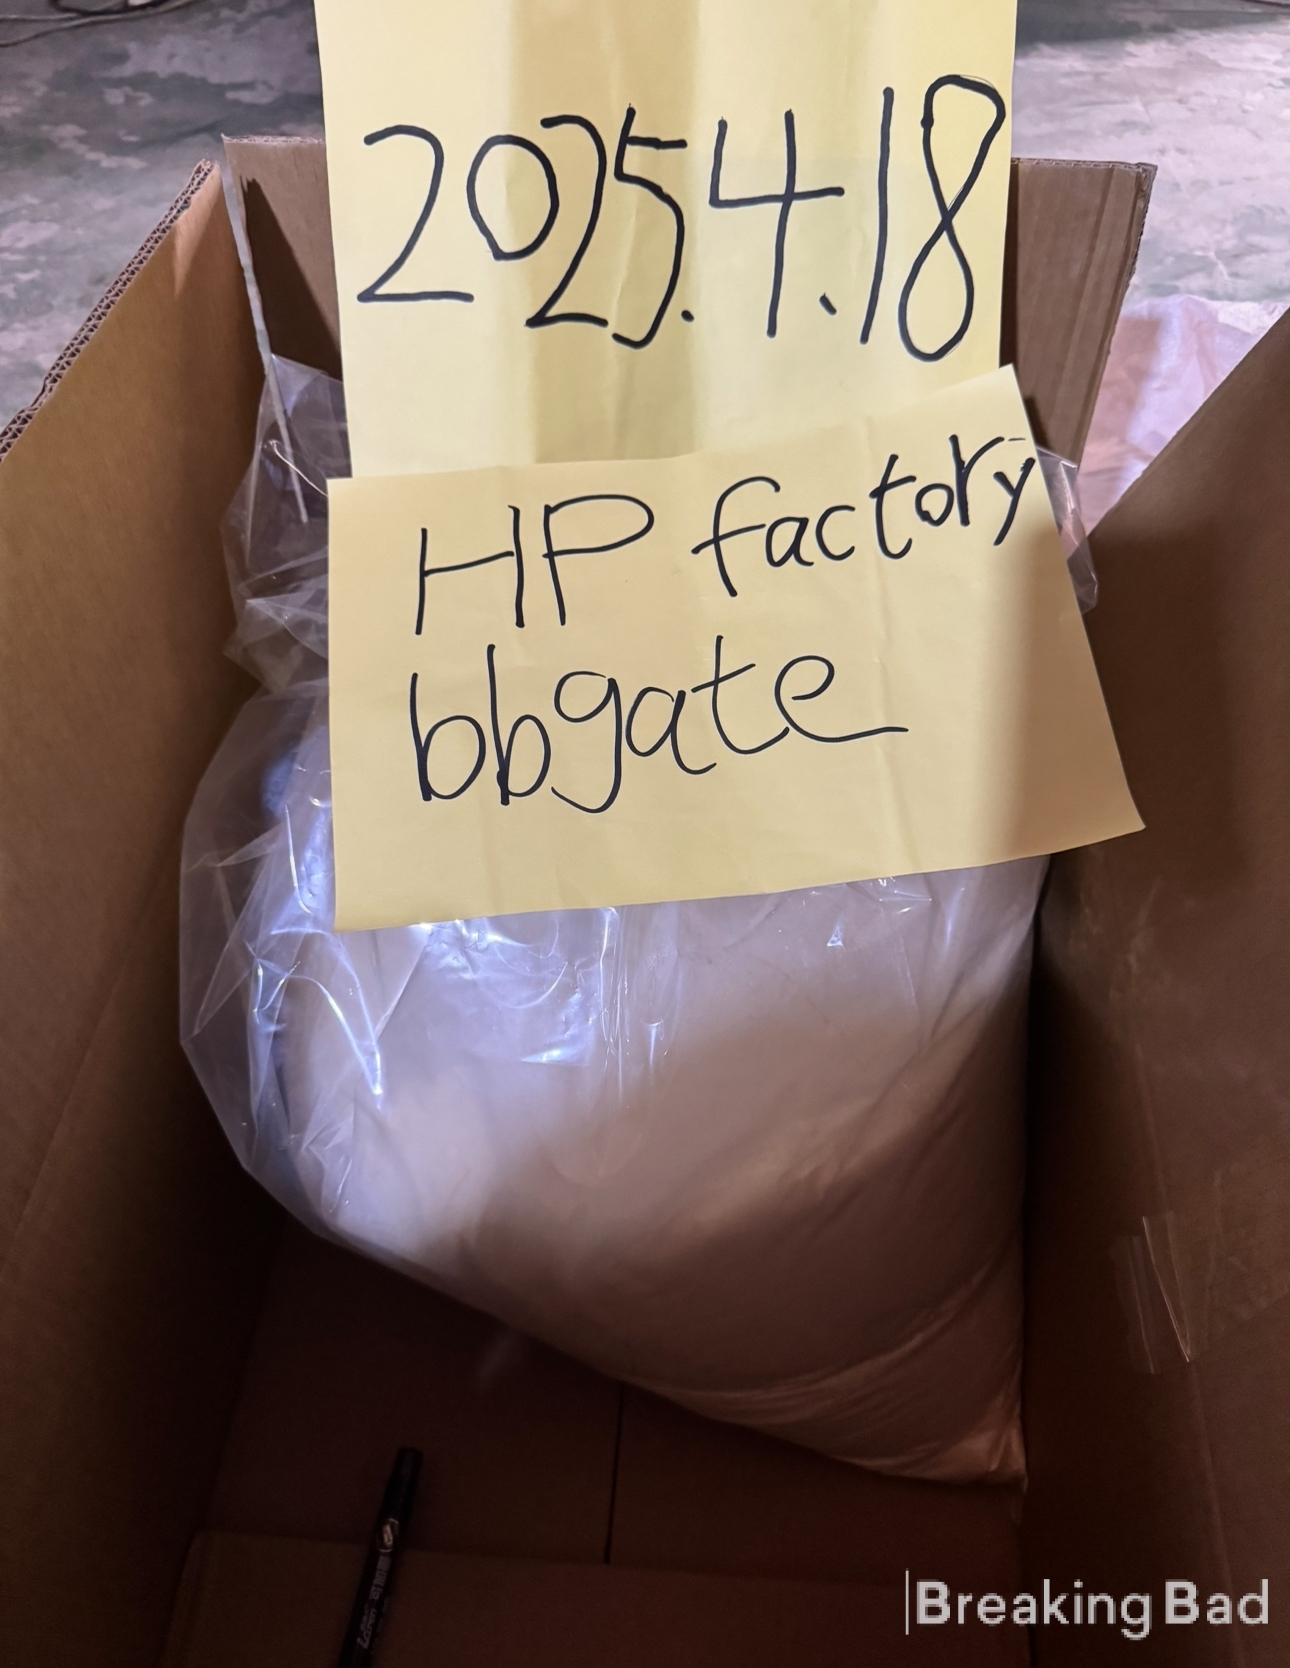 2025.4.18
HP factory
bbgate
Breaking Bad